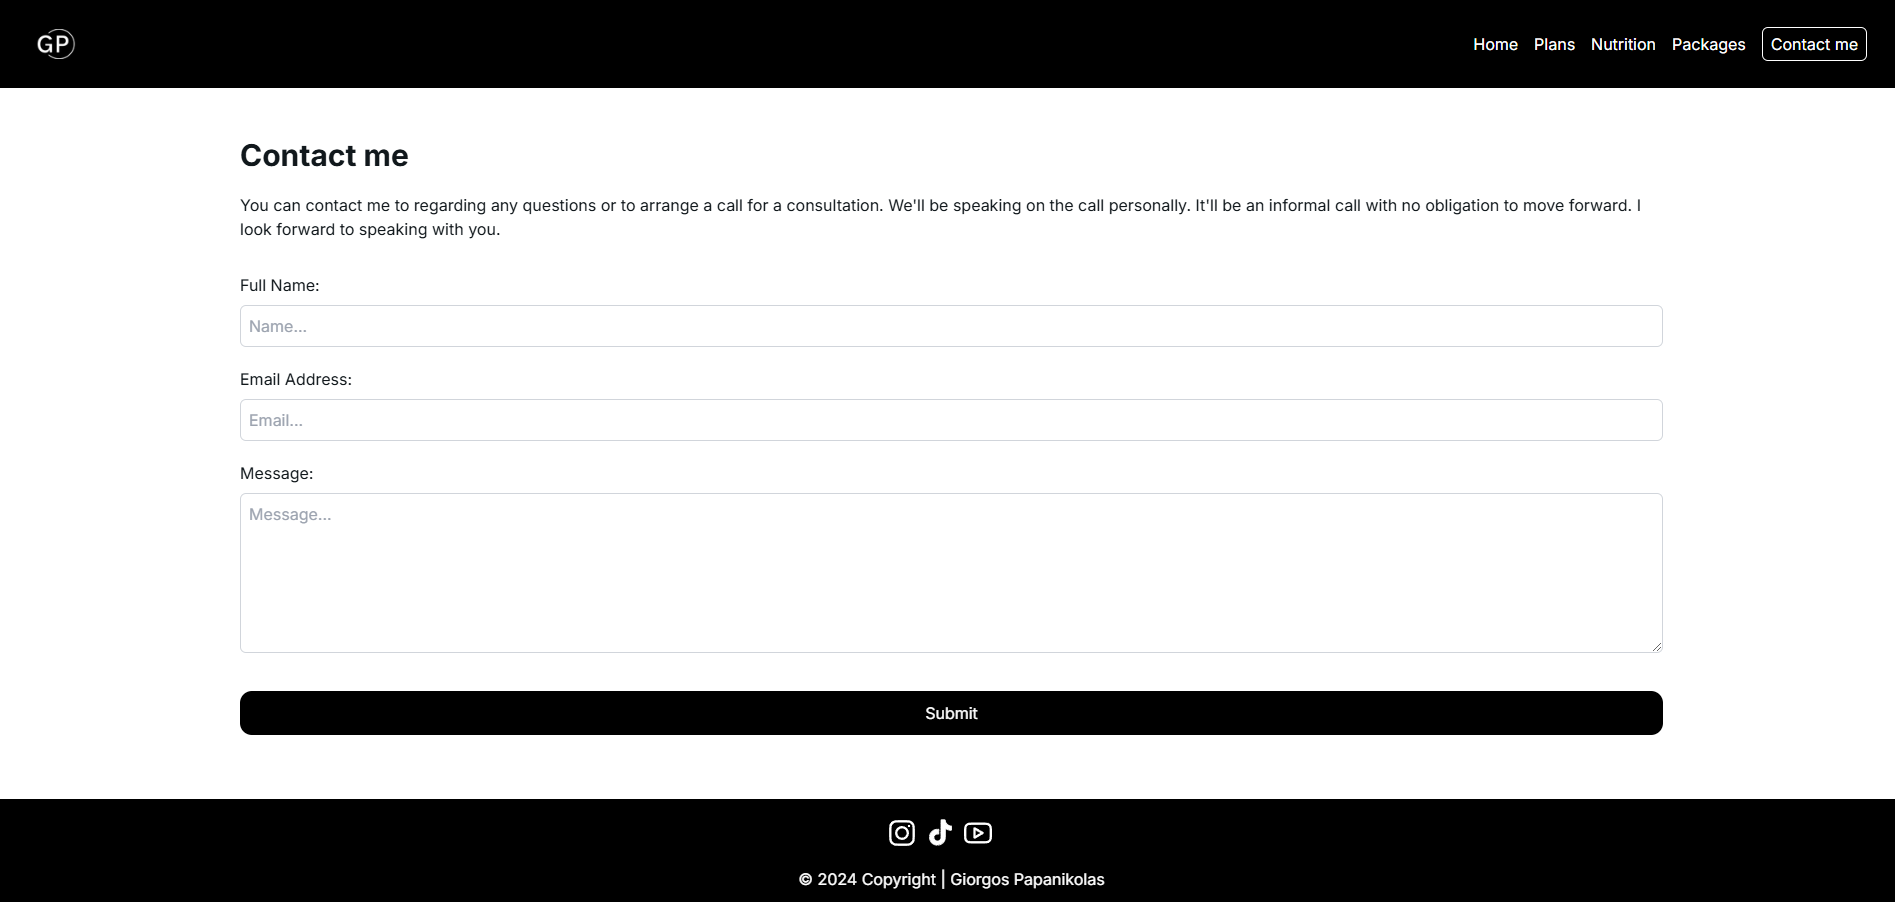 GP
Home Plans Nutrition Packages Contact me
Contact me
You can contact me to regarding any questions or to arrange a call for a consultation. We'll be speaking on the call personally. It'll be an informal call with no obligation to move forward. I
look forward to speaking with you.
Full Name:
Name...
Email Address:
Email...
Message:
Message...
Submit
© 2024 Copyright | Giorgos Papanikolas